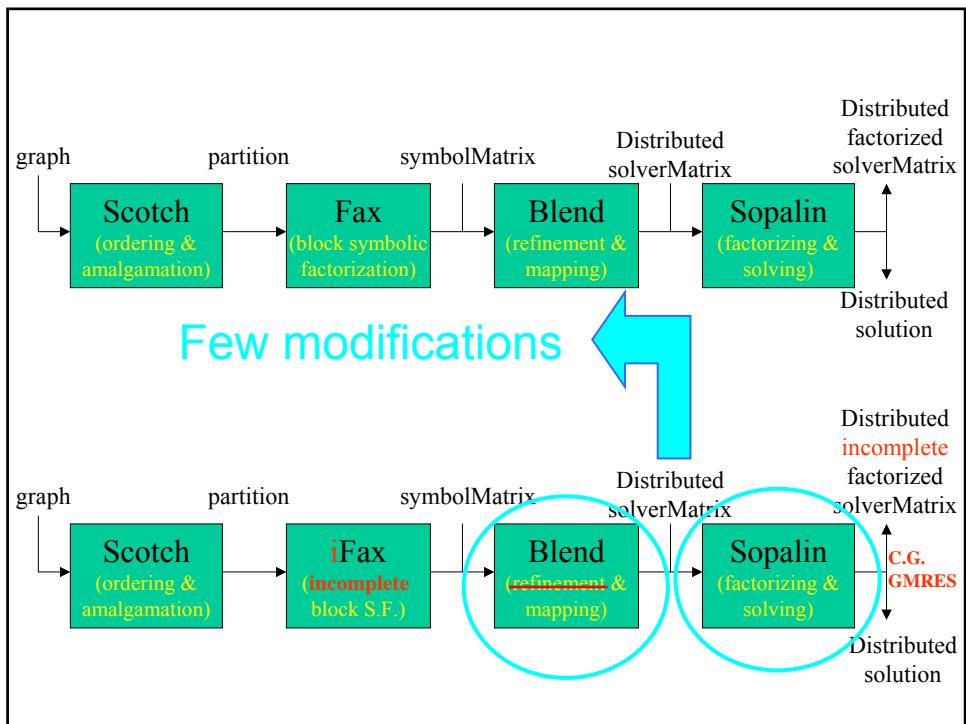 graph
partition
symbolMatrix
Distributed
solverMatrix
Distributed
factorized
solverMatrix
Scotch
(ordering &
amalgamation)
Fax
(block symbolic
factorization)
Blend
(refinement &
mapping)
Sopalin
(factorizing &
solving)
Distributed
solution
Few modifications
graph
partition
symbolMatrix
Distributed
solverMatrix
Distributed
incomplete
factorized
solverMatrix
Scotch
(ordering &
amalgamation)
iFax
(incomplete
block S.F.)
Blend
(refinement &
mapping)
Sopalin
(factorizing &
solving)
C.G.
GMRES
Distributed
solution